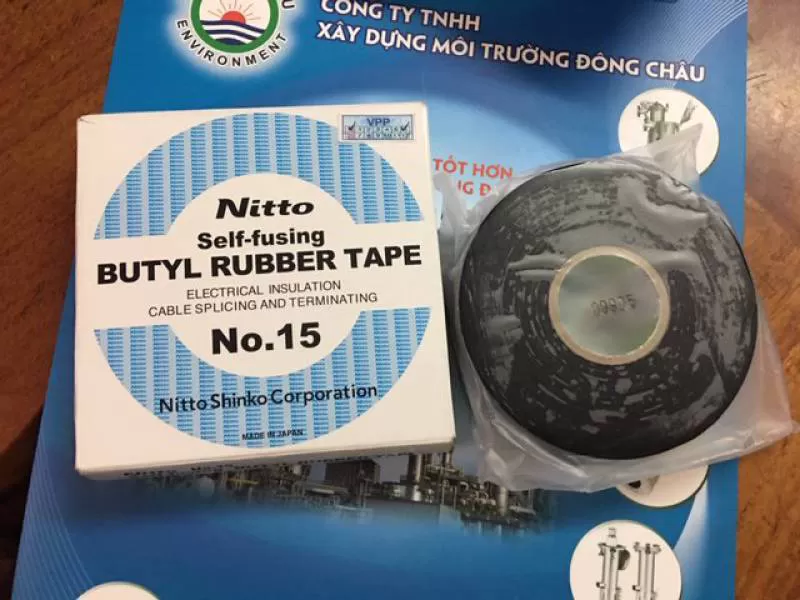 ENVIRONMENT
CÔNG TY TNHH
XÂY DỰNG MÔI TRƯỜNG ĐÔNG CHÂU
TỐT HƠN
VPP
Nitto
Self-fusing
BUTYL RUBBER TAPE
ELECTRICAL INSULATION
CABLE SPLICING AND TERMINATING
No.15
Nitto Shinko Corporation
MADE IN JAPAN